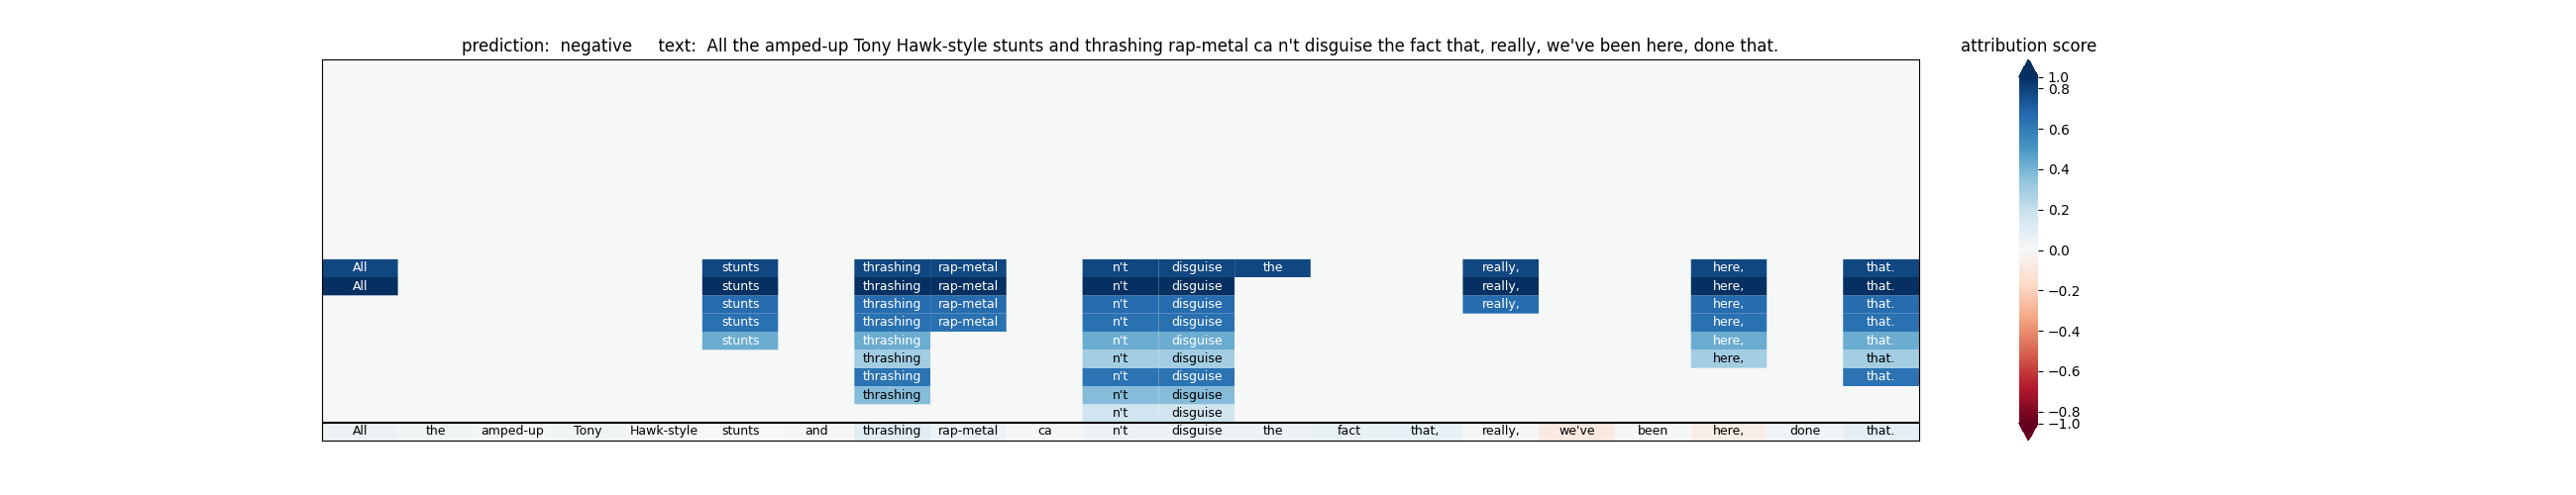 prediction:  negative     text:  All the amped-up Tony Hawk-style stunts and thrashing rap-metal ca n't disguise the fact that, really, we've been here, done that.
attribution score
All stunts thrashing rap-metal n't disguise the really, here, that.
All stunts thrashing rap-metal n't disguise really, here, that.
stunts thrashing rap-metal n't disguise really, here, that.
stunts thrashing rap-metal n't disguise here, that.
stunts thrashing n't disguise here, that.
thrashing n't disguise here, that.
thrashing n't disguise that.
thrashing n't disguise
n't disguise
All the amped-up Tony Hawk-style stunts and thrashing rap-metal ca n't disguise the fact that, really, we've been here, done that.
1.0
0.8
0.6
0.4
0.2
0.0
−0.2
−0.4
−0.6
−0.8
−1.0